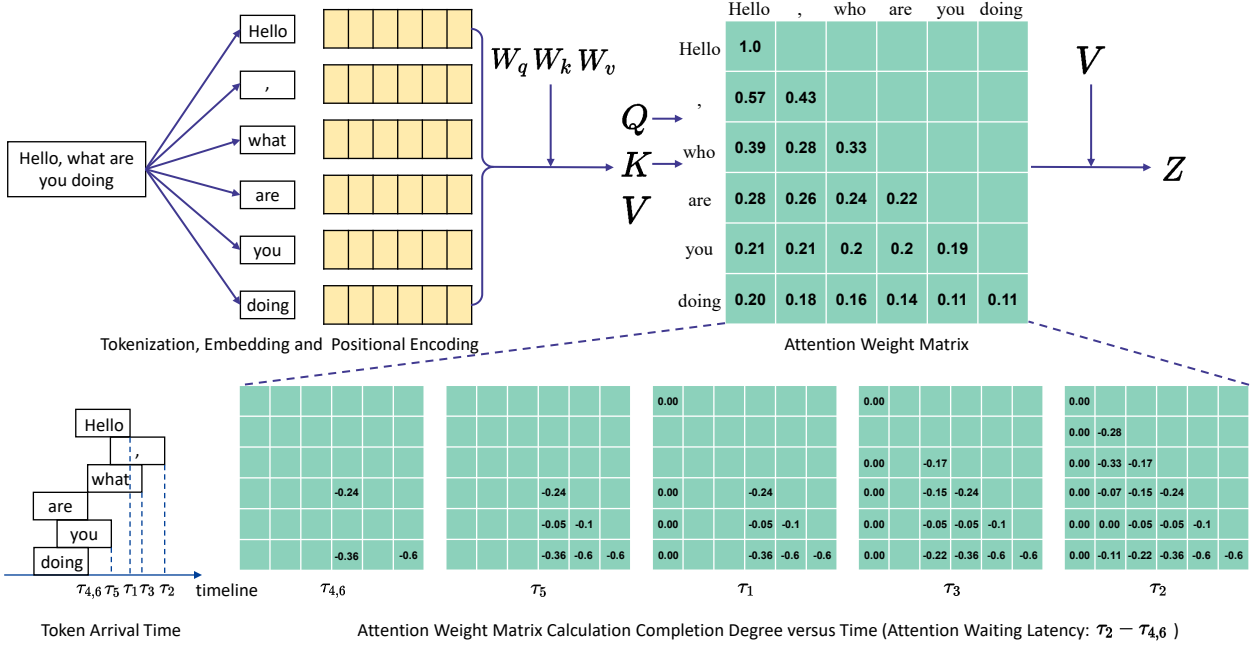 Hello, what are
you doing
Hello
,
what
are
you
doing
Tokenization, Embedding and Positional Encoding
W_q W_k W_v
Q
K
V
Hello , who are you doing
Hello 1.0
, 0.57 0.43
who 0.39 0.28 0.33
are 0.28 0.26 0.24 0.22
you 0.21 0.21 0.2 0.2 0.19
doing 0.20 0.18 0.16 0.14 0.11 0.11
Attention Weight Matrix
V
Z
Hello
,
what
are
you
doing
τ4,6 τ5 τ1 τ3 τ2 timeline
Token Arrival Time
-0.24
-0.36 -0.6
τ4,6
-0.24
-0.05 -0.1
-0.36 -0.6 -0.6
τ5
0.00
0.00 -0.24
0.00 -0.05 -0.1
0.00 -0.36 -0.6 -0.6
τ1
0.00
0.00 -0.17
0.00 -0.15 -0.24
0.00 -0.05 -0.05 -0.1
0.00 -0.22 -0.36 -0.6 -0.6
τ3
0.00
0.00 -0.28
0.00 -0.33 -0.17
0.00 -0.07 -0.15 -0.24
0.00 0.00 -0.05 -0.05 -0.1
0.00 -0.11 -0.22 -0.36 -0.6 -0.6
τ2
Attention Weight Matrix Calculation Completion Degree versus Time (Attention Waiting Latency: τ2 − τ4,6 )